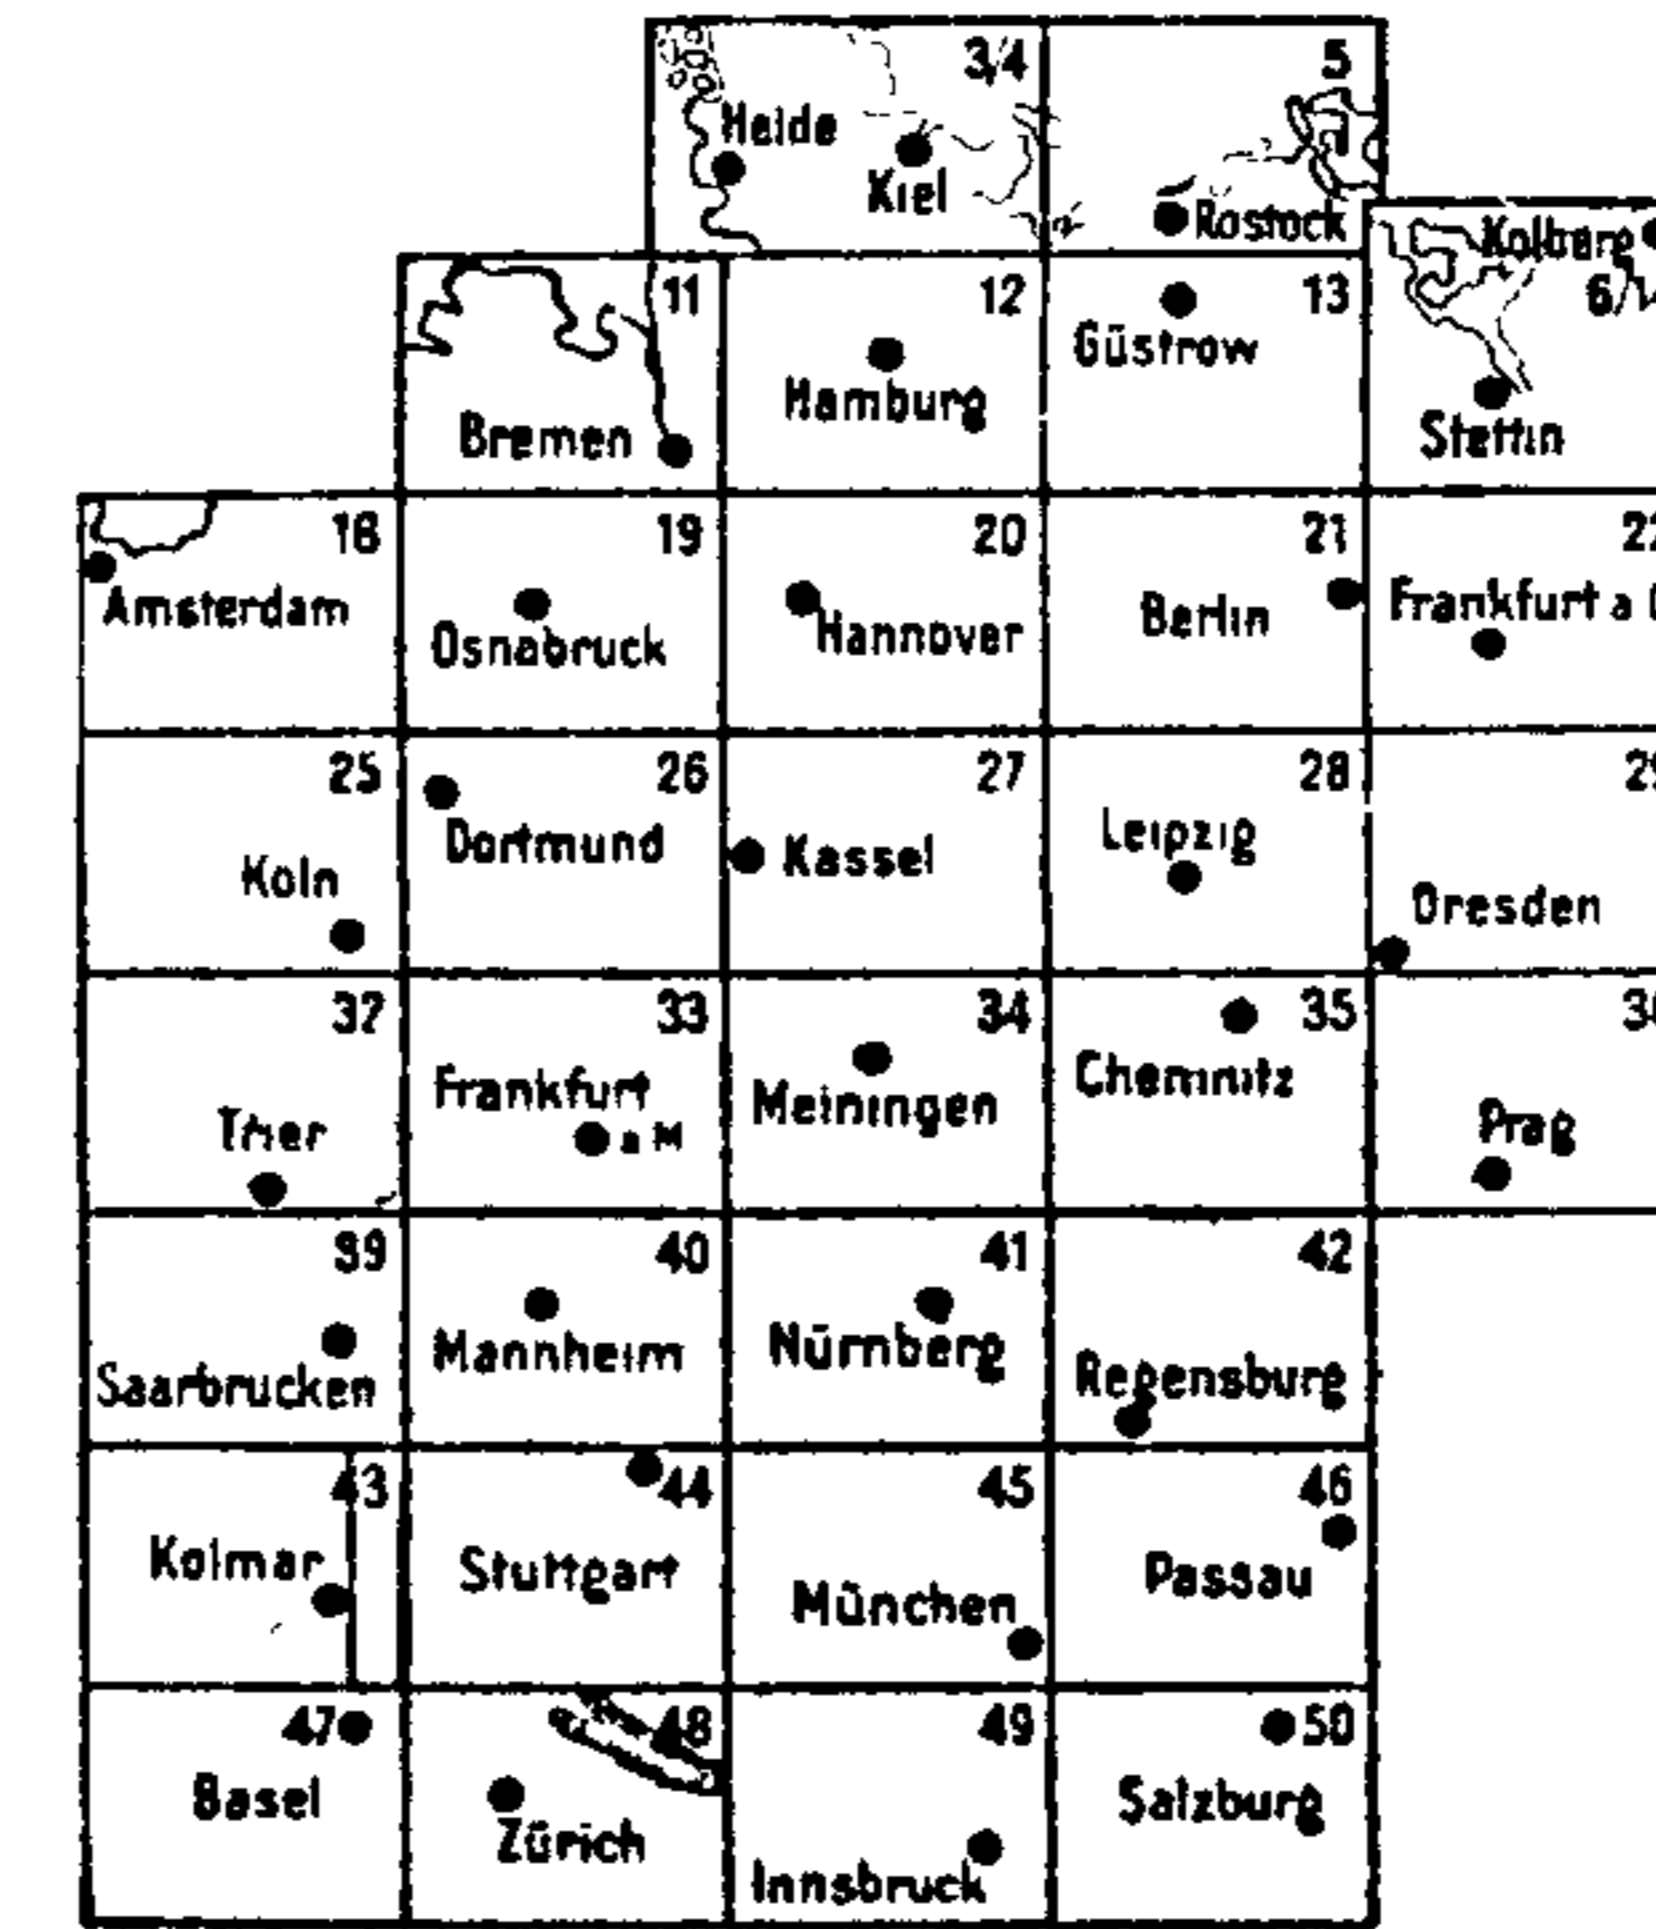 3/4
5
Heide
Kiel
Rostock
Kolberg
6/
11
12
13
Güstrow
Hamburg
Bremen
Stettin
18
19
20
21
22
Amsterdam
Osnabruck
Hannover
Berlin
Frankfurt a
25
26
27
28
Dortmund
Kassel
Leipzig
Koln
Dresden
32
33
34
35
Frankfurt
a M
Meiningen
Chemnitz
Trier
Prag
39
40
41
42
Saarbrucken
Mannheim
Nürnberg
Regensburg
43
44
45
46
Kolmar
Stuttgart
München
Passau
47
48
49
50
Basel
Zürich
Innsbruck
Salzburg